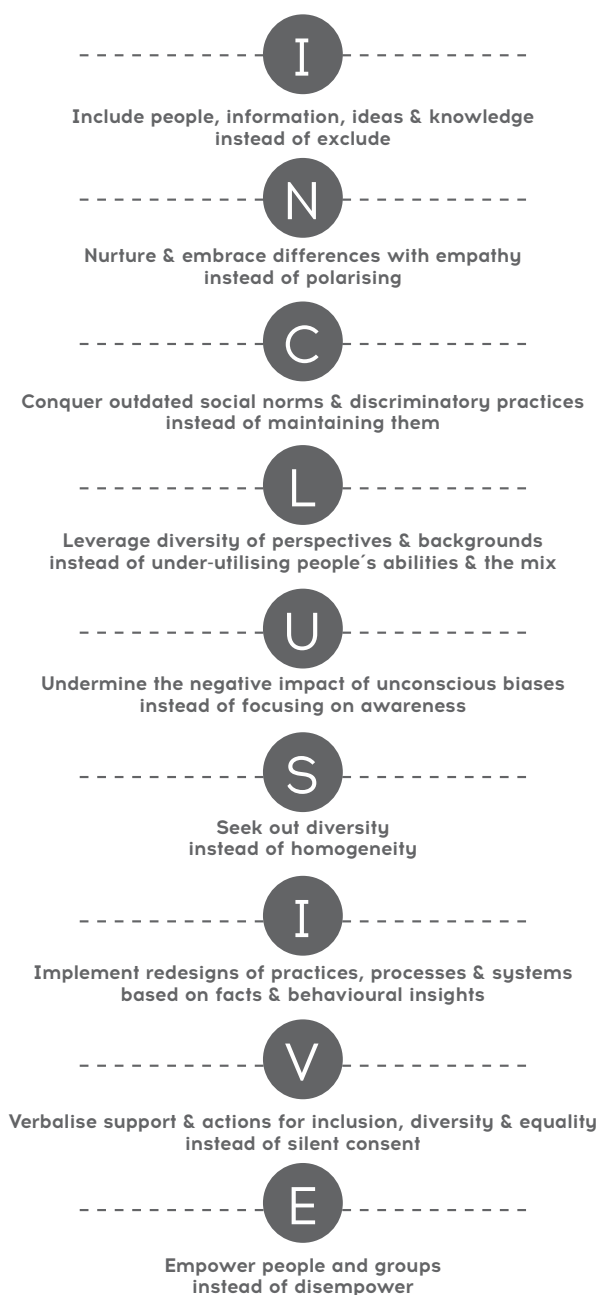 I
Include people, information, ideas & knowledge
instead of exclude
N
Nurture & embrace differences with empathy
instead of polarising
C
Conquer outdated social norms & discriminatory practices
instead of maintaining them
L
Leverage diversity of perspectives & backgrounds
instead of under-utilising people´s abilities & the mix
U
Undermine the negative impact of unconscious biases
instead of focusing on awareness
S
Seek out diversity
instead of homogeneity
I
Implement redesigns of practices, processes & systems
based on facts & behavioural insights
V
Verbalise support & actions for inclusion, diversity & equality
instead of silent consent
E
Empower people and groups
instead of disempower